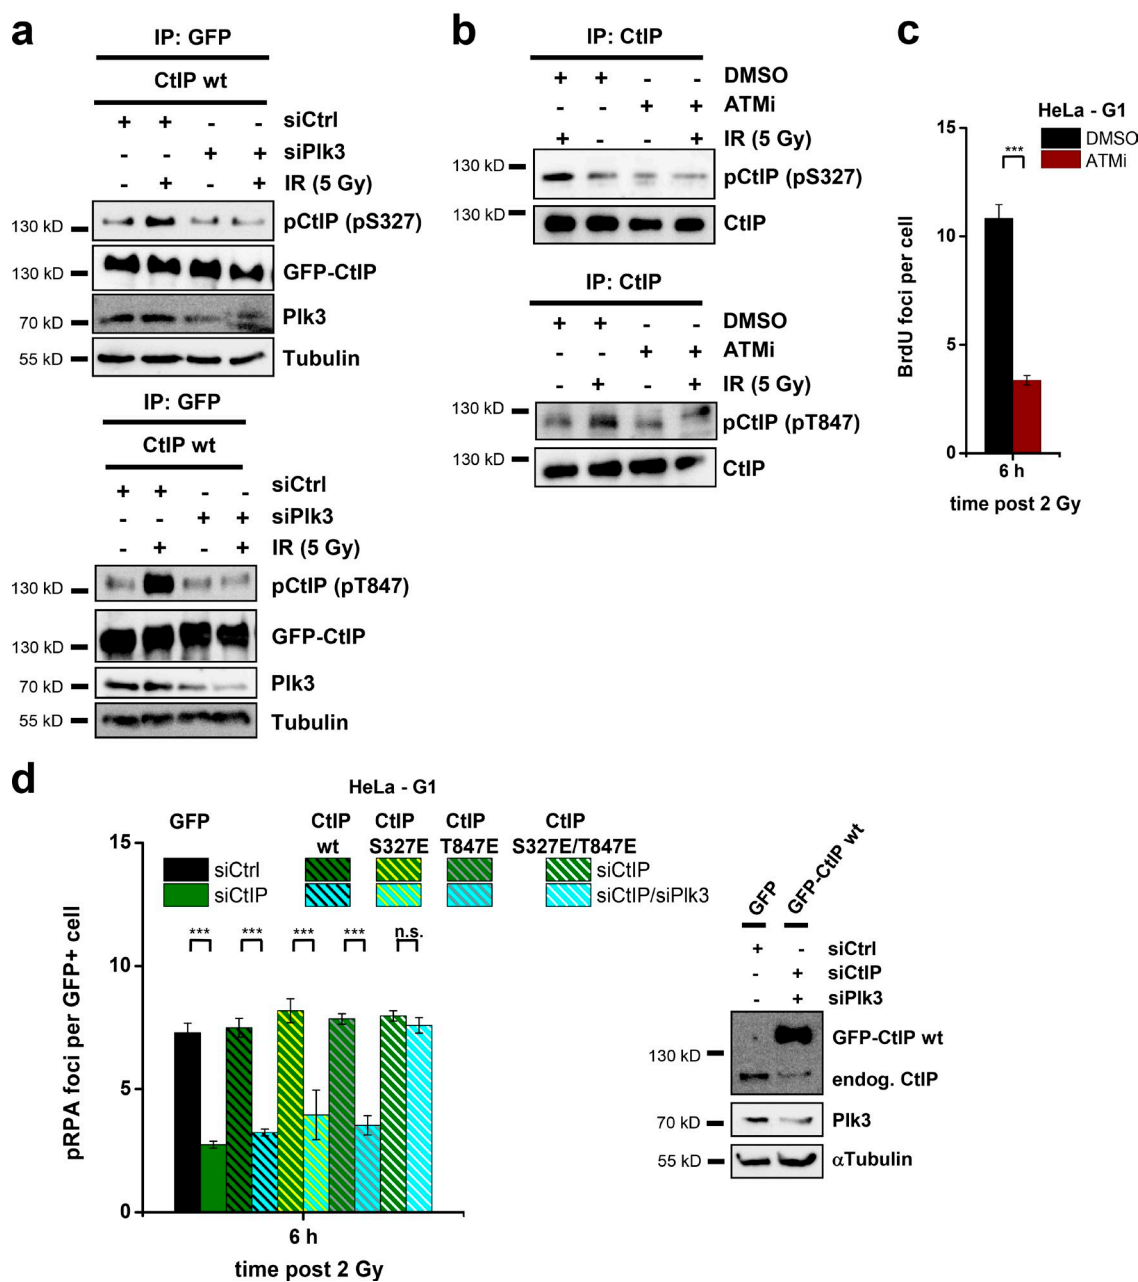 a
IP: GFP
CtIP wt
+ + - - siCtrl
- - + + siPlk3
- + - + IR (5 Gy)
130 kD pCtIP (pS327)
130 kD GFP-CtIP
70 kD Plk3
55 kD Tubulin
IP: GFP
CtIP wt
+ + - - siCtrl
- - + + siPlk3
- + - + IR (5 Gy)
130 kD pCtIP (pT847)
130 kD GFP-CtIP
70 kD Plk3
55 kD Tubulin
b
IP: CtIP
+ + - - DMSO
- - + + ATMi
+ - - + IR (5 Gy)
130 kD pCtIP (pS327)
130 kD CtIP
IP: CtIP
+ + - - DMSO
- - + + ATMi
- + - + IR (5 Gy)
130 kD pCtIP (pT847)
130 kD CtIP
c
HeLa - G1
DMSO
ATMi
***
15
10
5
0
BrdU foci per cell
6 h
time post 2 Gy
d
HeLa - G1
GFP CtIP CtIP CtIP CtIP
wt S327E T847E S327E/T847E
siCtrl siCtIP
siCtIP siCtIP/siPlk3
*** *** *** *** n.s.
15
10
5
0
pRPA foci per GFP+ cell
6 h
time post 2 Gy
GFP
GFP-CtIP wt
+ - siCtrl
- + siCtIP
- + siPlk3
GFP-CtIP wt
130 kD
endog. CtIP
70 kD Plk3
55 kD αTubulin